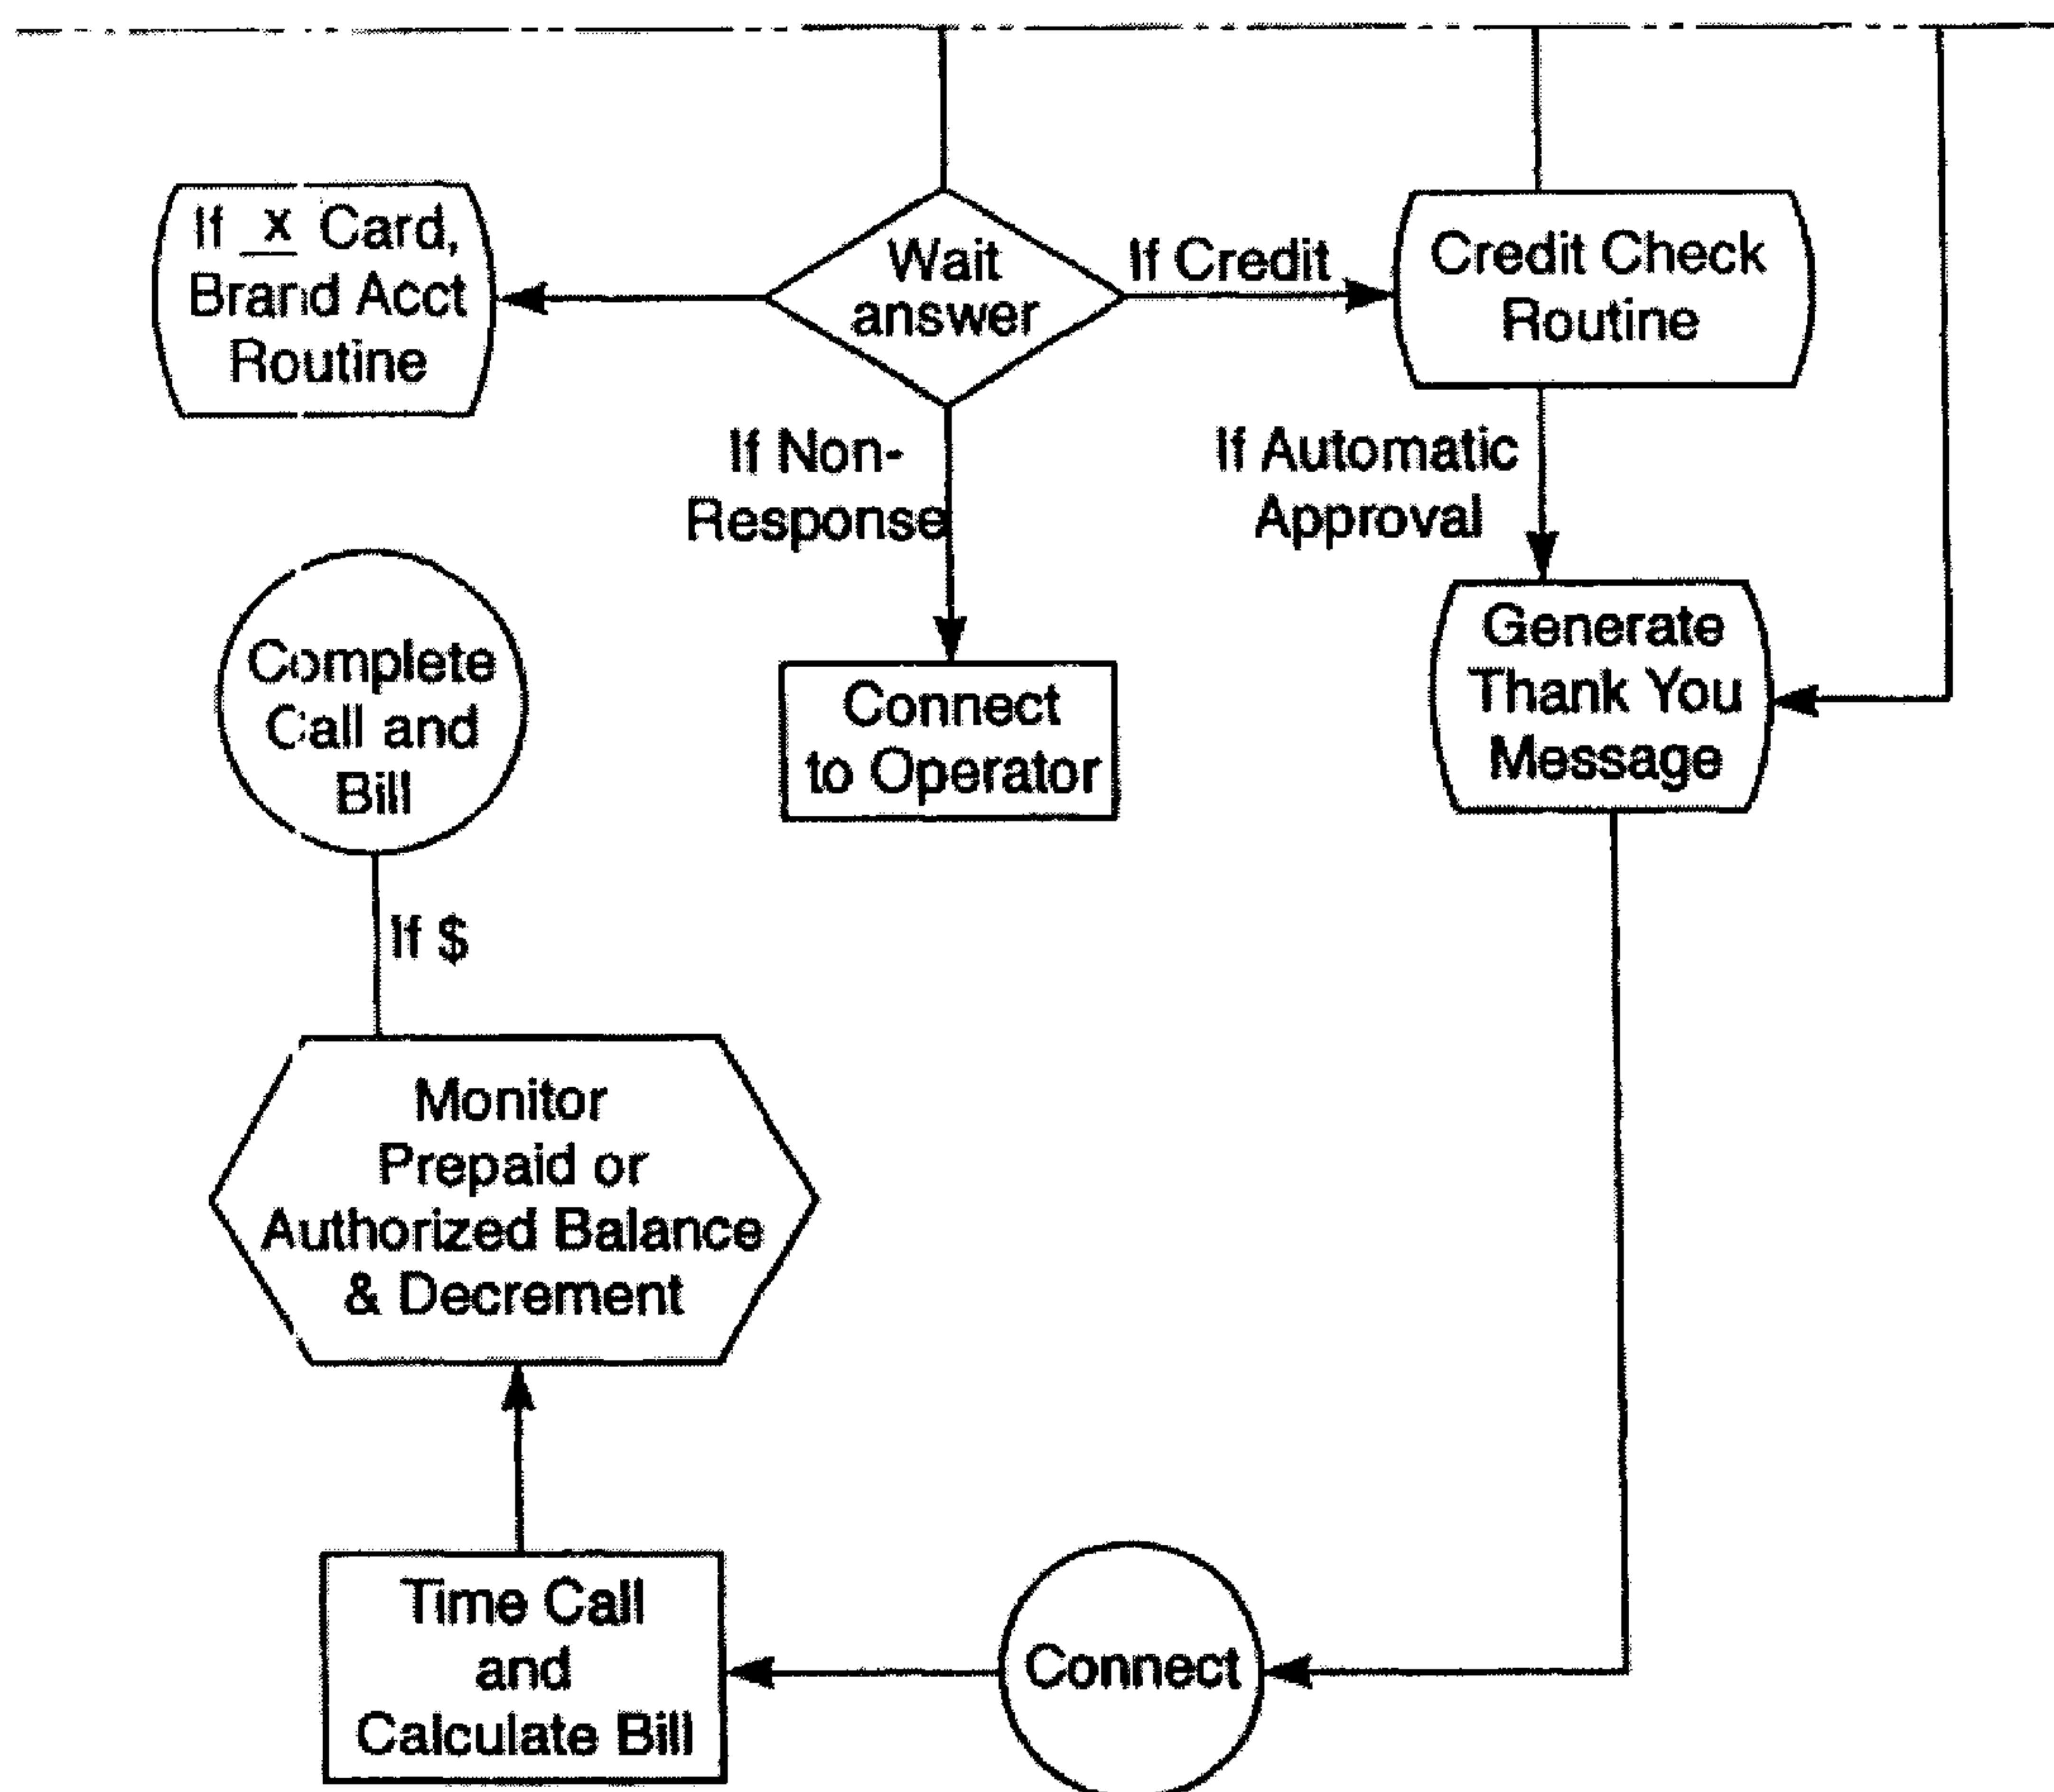 If x Card,
Brand Acct
Routine
Wait
answer
If Credit
Credit Check
Routine
If Non-
Response
If Automatic
Approval
Complete
Call and
Bill
Connect
to Operator
Generate
Thank You
Message
If $
Monitor
Prepaid or
Authorized Balance
& Decrement
Time Call
and
Calculate Bill
Connect